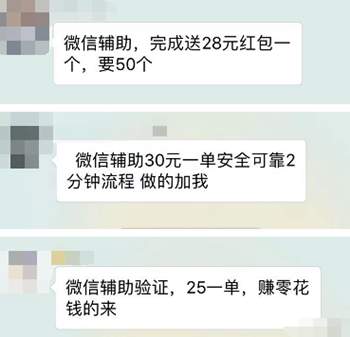 微信辅助，完成送28元红包一
个，要50个
微信辅助30元一单安全可靠2
分钟流程 做的加我
微信辅助验证，25一单，赚零花
钱的来